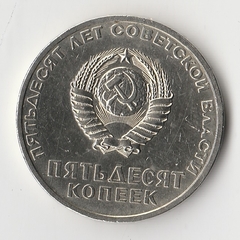 ПЯТЬДЕСЯТ ЛЕТ СОВЕТСКОЙ ВЛАСТИ
ПЯТЬДЕСЯТ
КОПЕЕК